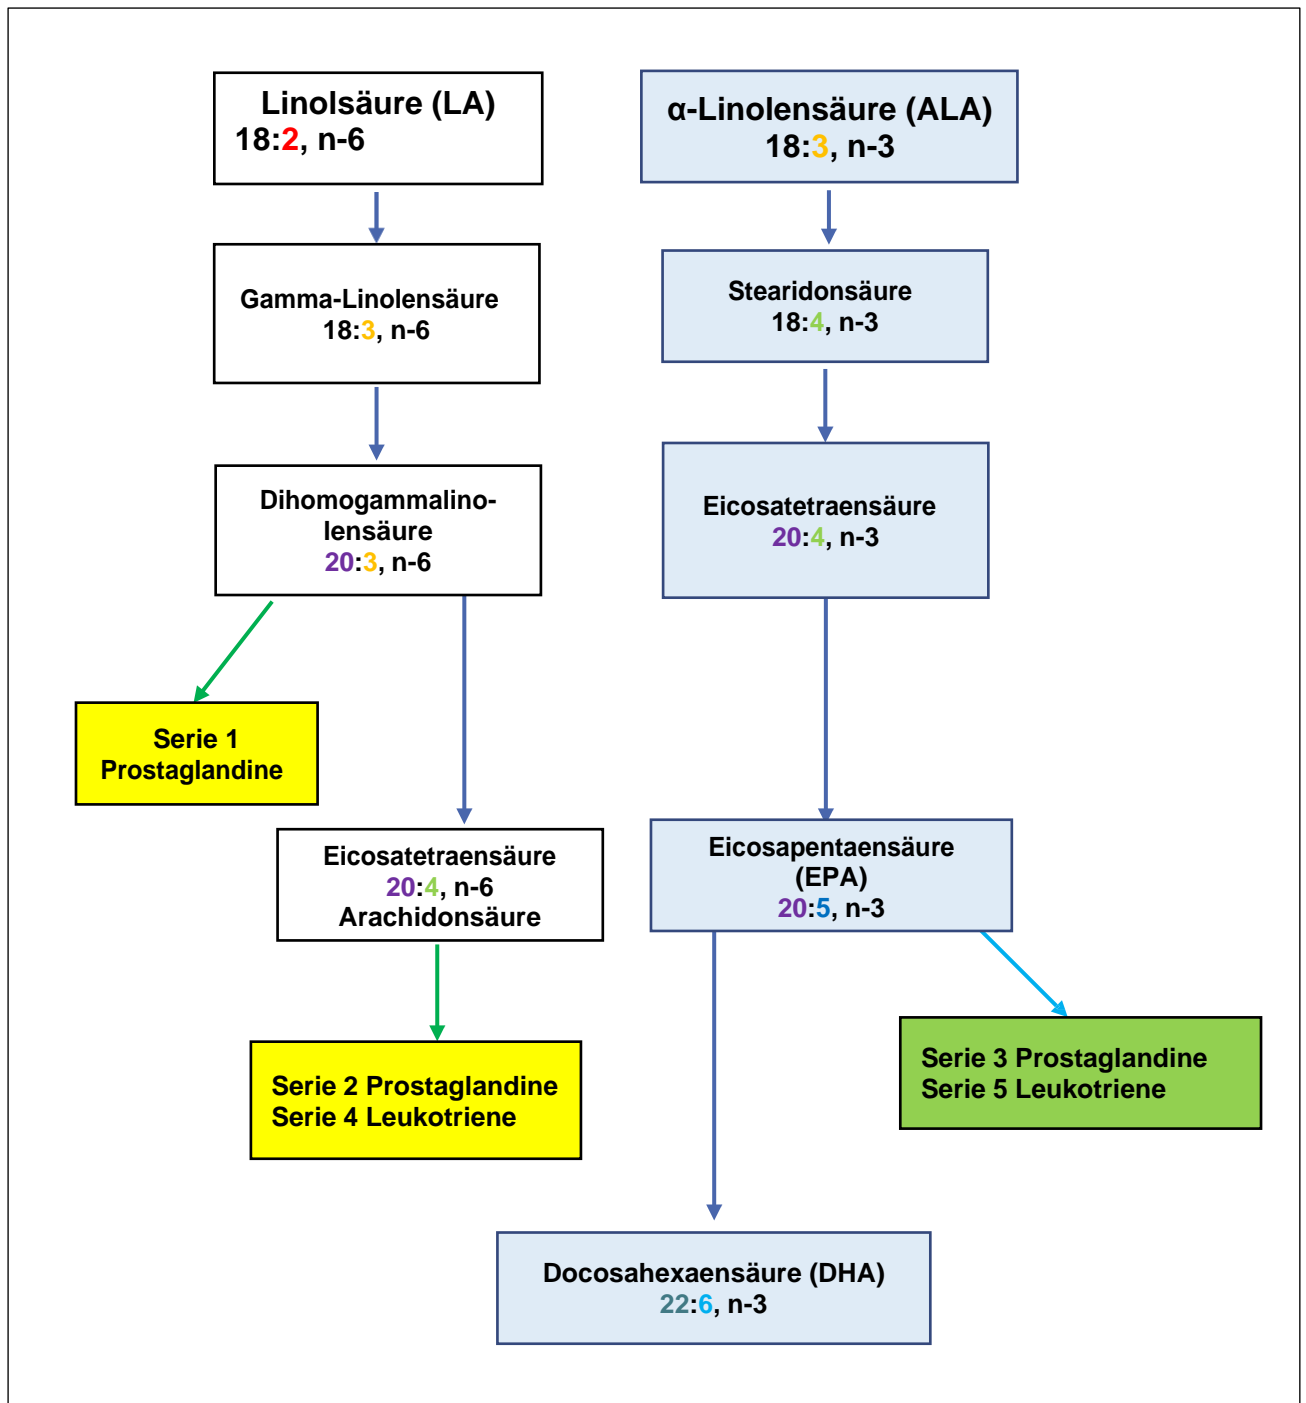 Linolsäure (LA)
18:2, n-6
α-Linolensäure (ALA)
18:3, n-3
Gamma-Linolensäure
18:3, n-6
Stearidonsäure
18:4, n-3
Dihomogammalino-
lensäure
20:3, n-6
Eicosatetraensäure
20:4, n-3
Serie 1
Prostaglandine
Eicosatetraensäure
20:4, n-6
Arachidonsäure
Eicosapentaensäure
(EPA)
20:5, n-3
Serie 2 Prostaglandine
Serie 4 Leukotriene
Serie 3 Prostaglandine
Serie 5 Leukotriene
Docosahexaensäure (DHA)
22:6, n-3